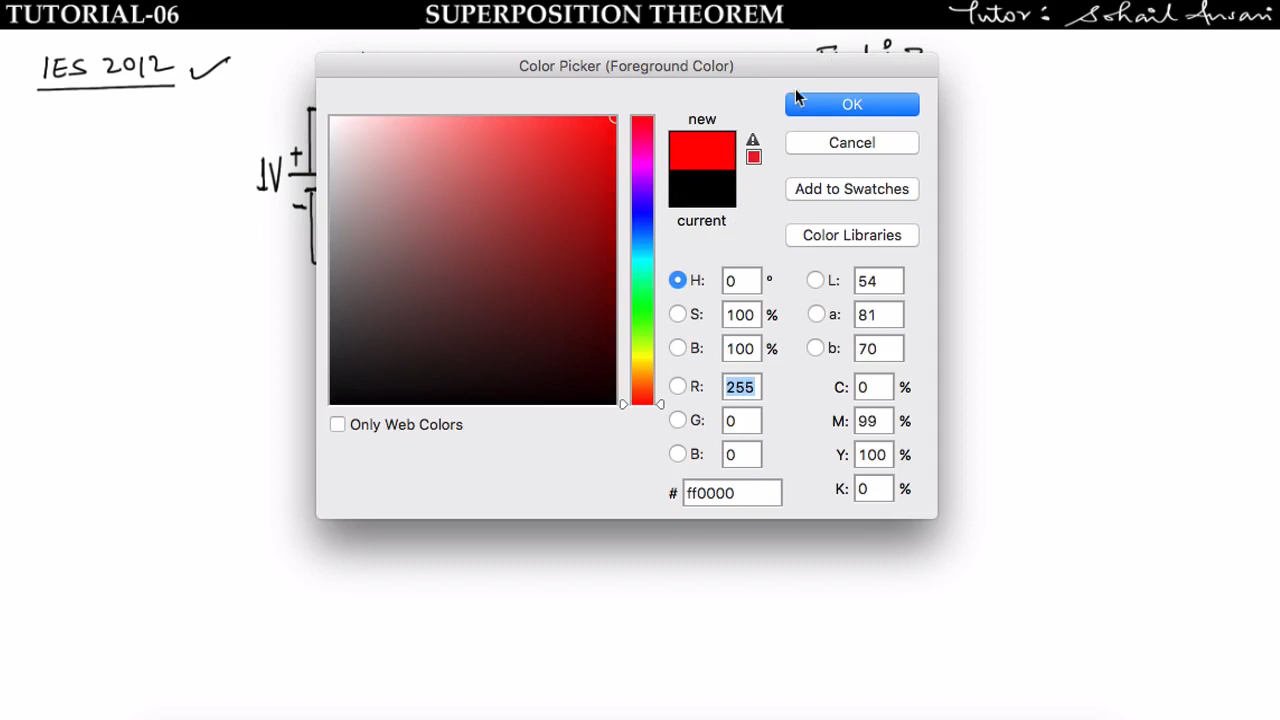 TUTORIAL-06
SUPERPOSITION THEOREM
Tutor: Sohail Ansari
IES 2012
Color Picker (Foreground Color)
1V
+
-
new
current
OK
Cancel
Add to Swatches
Color Libraries
H: 0 °
L: 54
S: 100 %
a: 81
B: 100 %
b: 70
R: 255
C: 0 %
G: 0
M: 99 %
B: 0
Y: 100 %
# ff0000
K: 0 %
Only Web Colors